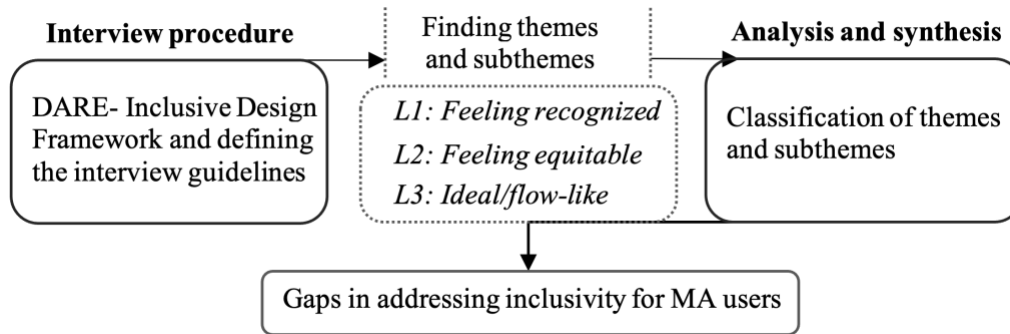 Interview procedure
DARE- Inclusive Design
Framework and defining
the interview guidelines
Finding themes
and subthemes
L1: Feeling recognized
L2: Feeling equitable
L3: Ideal/flow-like
Analysis and synthesis
Classification of themes
and subthemes
Gaps in addressing inclusivity for MA users